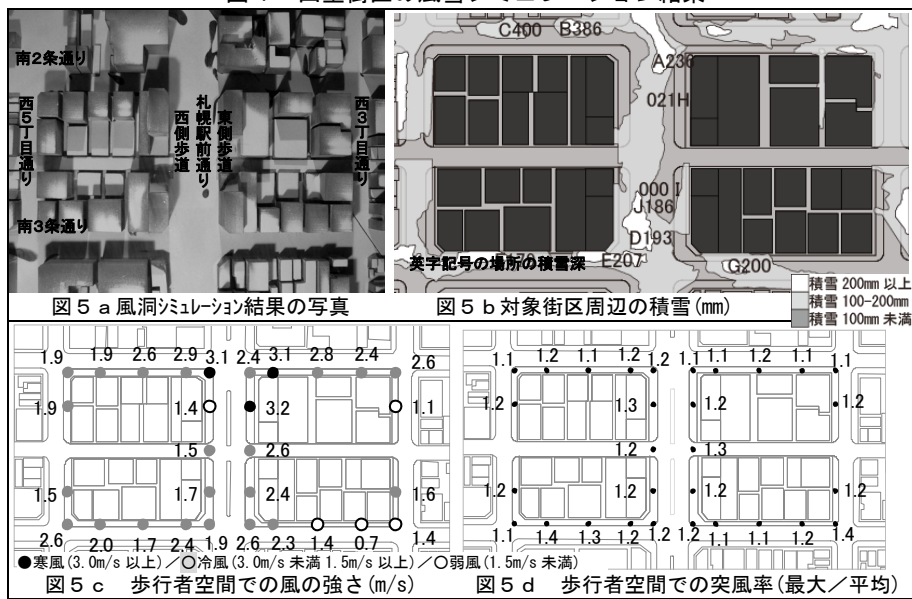 南2条通り
西5丁目通り
西側歩道
札幌駅前通り
東側歩道
西3丁目通り
南3条通り
C400 B386
A236
021H
000 I
J186
D193
E207
G200
英字記号の場所の積雪深
積雪 200mm 以上
積雪 100-200mm
積雪 100mm 未満
図5a風洞シミュレーション結果の写真
図5b対象街区周辺の積雪(mm)
1.9 1.9 2.6 2.9 3.1 2.4 3.1 2.8 2.4 2.6
1.9 1.4 3.2 1.1
1.5 2.6
1.5 1.7 2.4 1.6
2.6 2.0 1.7 2.4 1.9 2.6 2.3 1.4 0.7 1.4
●寒風(3.0m/s 以上)/○冷風(3.0m/s 未満 1.5m/s 以上)/○弱風(1.5m/s 未満)
図5c 歩行者空間での風の強さ(m/s)
1.1 1.2 1.1 1.2 1.2 1.1 1.1 1.2 1.1 1.1
1.2 1.3 1.2 1.2
1.2 1.3
1.2 1.2 1.2 1.2
1.1 1.4 1.3 1.2 1.2 1.2 1.1 1.1 1.2 1.4
図5d 歩行者空間での突風率(最大/平均)